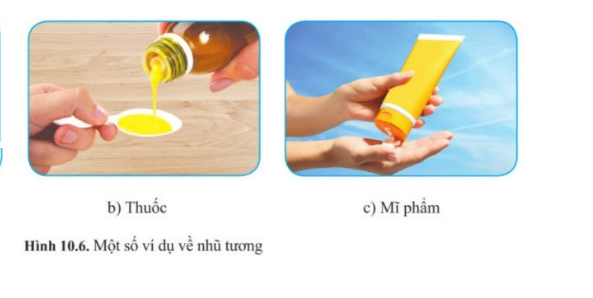 b) Thuốc
c) Mĩ phẩm
Hình 10.6. Một số ví dụ về nhũ tương